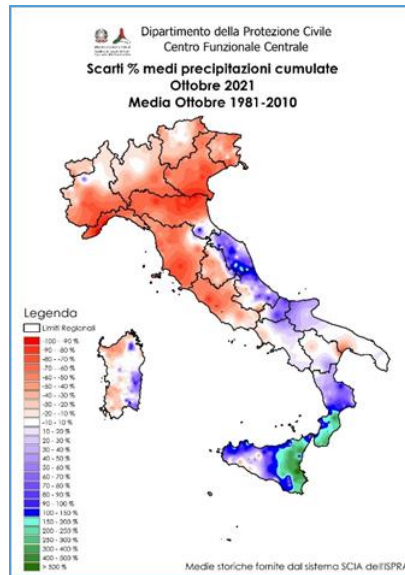 Dipartimento della Protezione Civile
Centro Funzionale Centrale
Scarti % medi precipitazioni cumulate
Ottobre 2021
Media Ottobre 1981-2010
Legenda
Limiti Regionali
-100 - -90 %
-90 - -80 %
-80 - -70 %
-70 - -60 %
-60 - -50 %
-50 - -40 %
-40 - -30 %
-30 - -20 %
-20 - -10 %
-10 - 10 %
10 - 20 %
20 - 30 %
30 - 40 %
40 - 50 %
50 - 60 %
60 - 70 %
70 - 80 %
80 - 90 %
90 - 100 %
100 - 150 %
150 - 200 %
200 - 250 %
250 - 300 %
300 - 400 %
400 - 500 %
> 500 %
Medie storiche fornite dal sistema SCIA dell'ISPRA